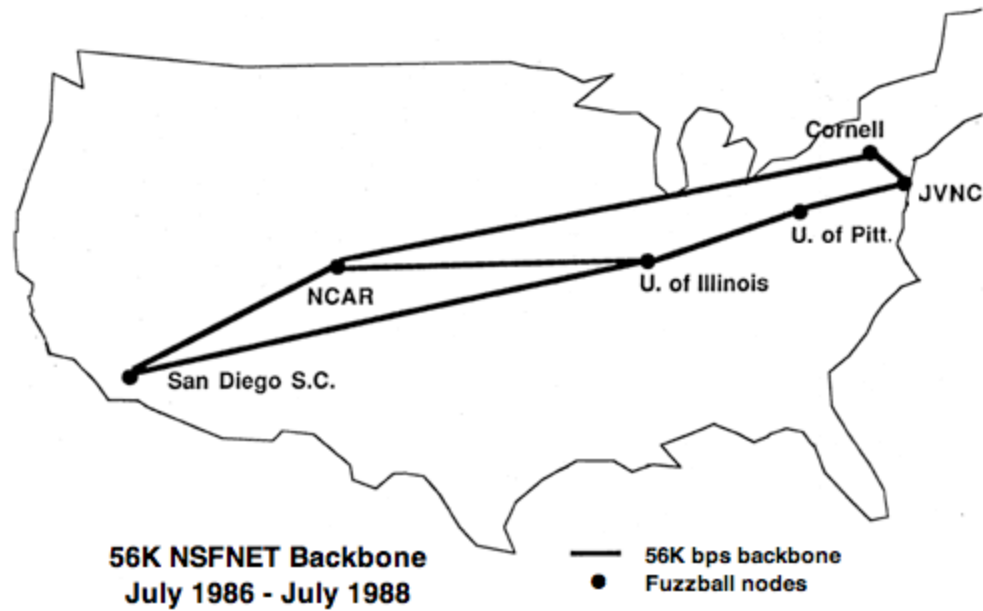 Cornell
JVNC
U. of Pitt.
NCAR
U. of Illinois
San Diego S.C.
56K NSFNET Backbone
July 1986 - July 1988
56K bps backbone
Fuzzball nodes